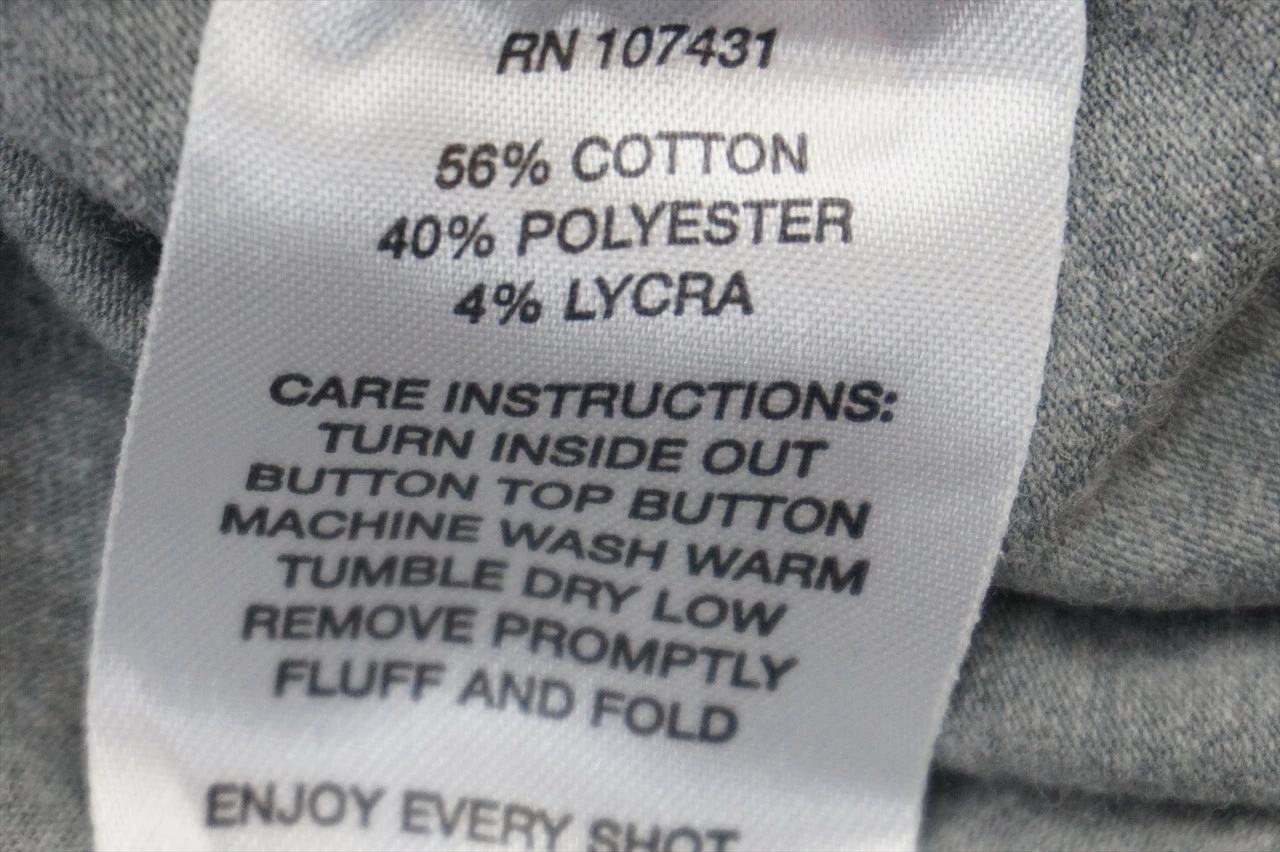 RN 107431
56% COTTON
40% POLYESTER
4% LYCRA
CARE INSTRUCTIONS:
TURN INSIDE OUT
BUTTON TOP BUTTON
MACHINE WASH WARM
TUMBLE DRY LOW
REMOVE PROMPTLY
FLUFF AND FOLD
ENJOY EVERY SHOT